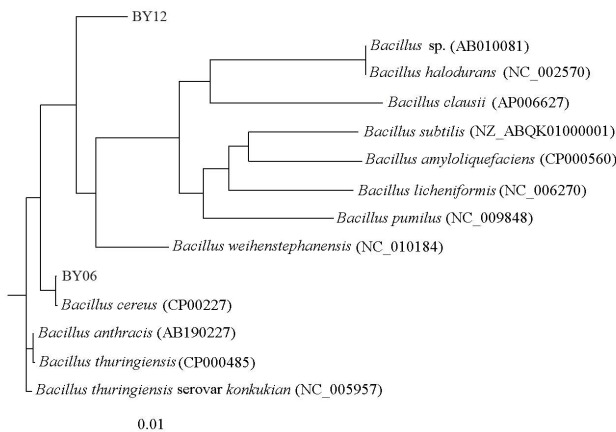 BY12
Bacillus sp. (AB010081)
Bacillus halodurans (NC_002570)
Bacillus clausii (AP006627)
Bacillus subtilis (NZ_ABQK01000001)
Bacillus amyloliquefaciens (CP000560)
Bacillus licheniformis (NC_006270)
Bacillus pumilus (NC_009848)
Bacillus weihenstephanensis (NC_010184)
BY06
Bacillus cereus (CP00227)
Bacillus anthracis (AB190227)
Bacillus thuringiensis (CP000485)
Bacillus thuringiensis serovar konkukian (NC_005957)
0.01